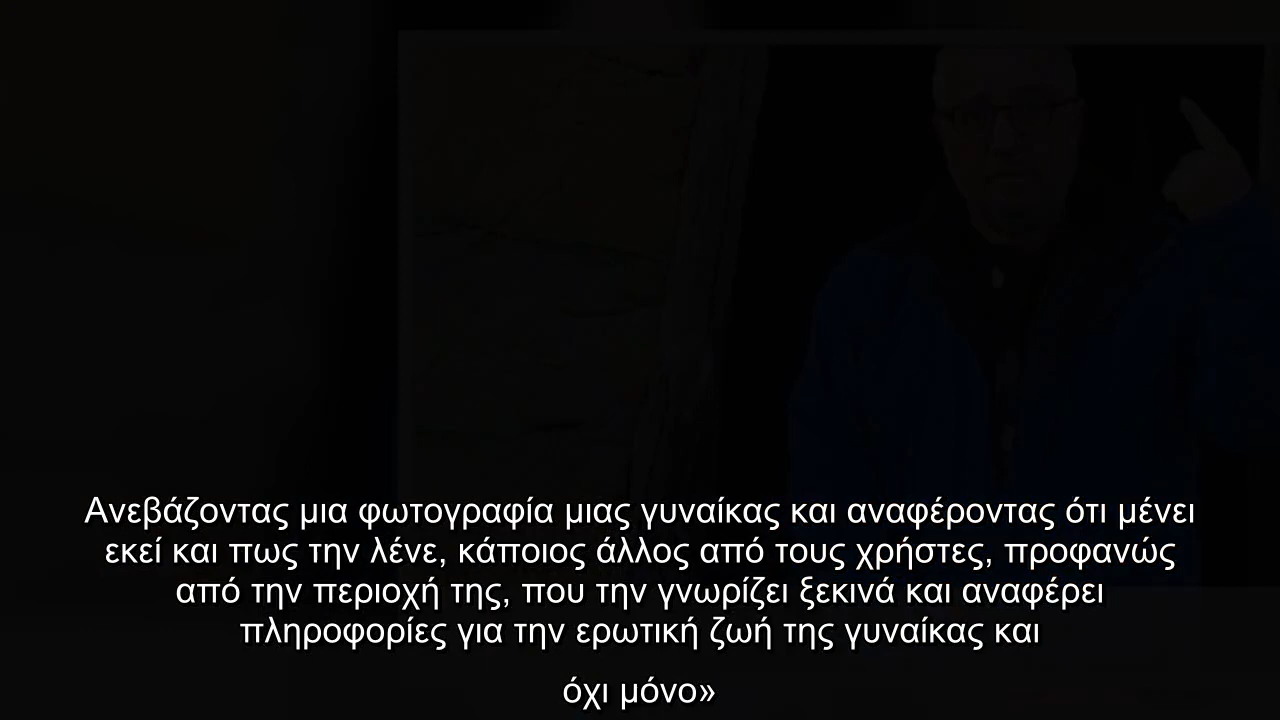 Ανεβάζοντας μια φωτογραφία μιας γυναίκας και αναφέροντας ότι μένει
εκεί και πως την λένε, κάποιος άλλος από τους χρήστες, προφανώς
από την περιοχή της, που την γνωρίζει ξεκινά και αναφέρει
πληροφορίες για την ερωτική ζωή της γυναίκας και
όχι μόνο»